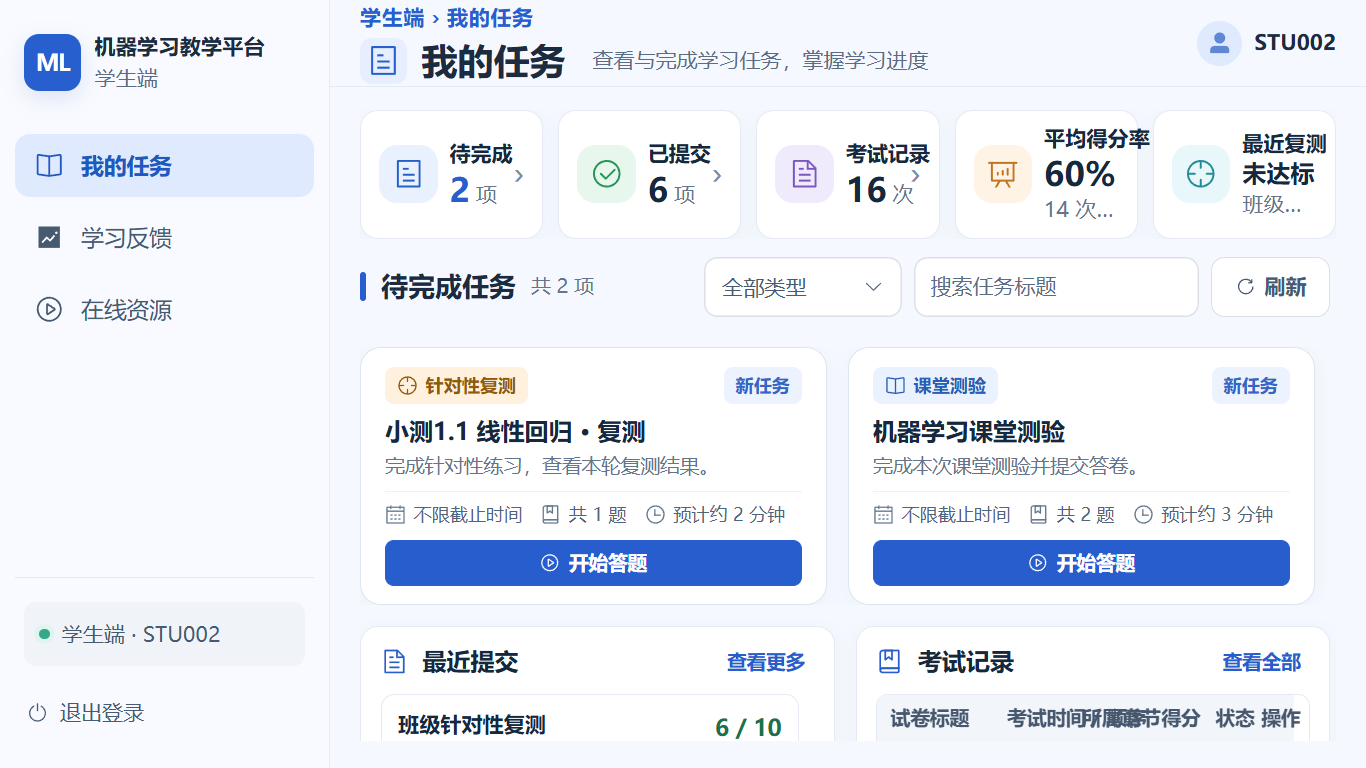 ML
机器学习教学平台
学生端
我的任务
学习反馈
在线资源
学生端 · STU002
退出登录
学生端 › 我的任务
我的任务 查看与完成学习任务，掌握学习进度
STU002
待完成
2 项 ›
已提交
6 项 ›
考试记录
16 次 ›
平均得分率
60%
14 次...
最近复测
未达标
班级...
待完成任务 共 2 项
全部类型
搜索任务标题
刷新
针对性复测 新任务
小测1.1 线性回归 • 复测
完成针对性练习，查看本轮复测结果。
不限截止时间 共 1 题 预计约 2 分钟
开始答题
课堂测验 新任务
机器学习课堂测验
完成本次课堂测验并提交答卷。
不限截止时间 共 2 题 预计约 3 分钟
开始答题
最近提交 查看更多
班级针对性复测 6 / 10
考试记录 查看全部
试卷标题 考试时间 章节得分 状态 操作